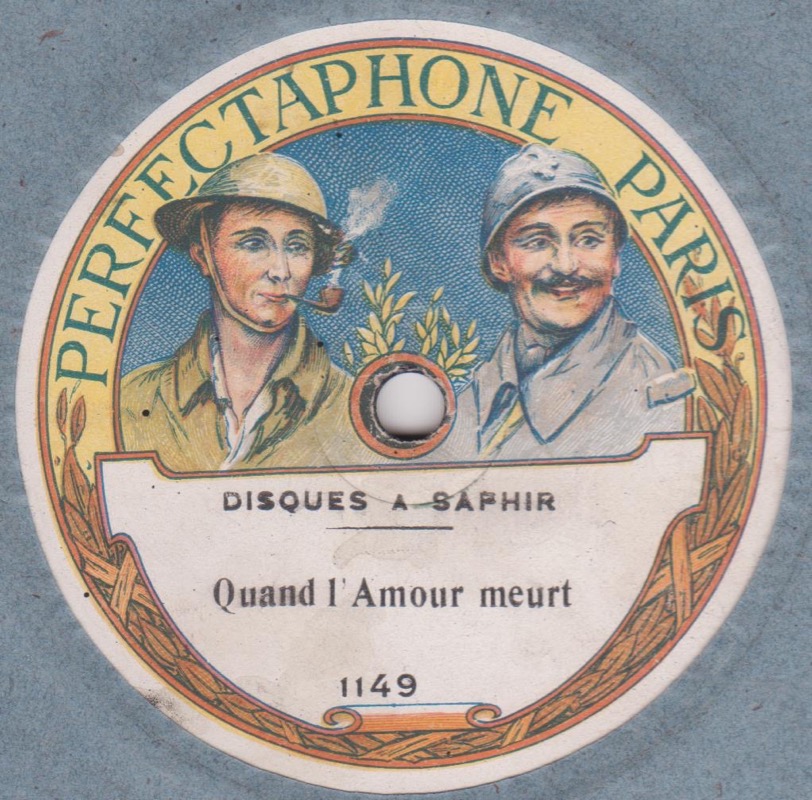 PERFECTAPHONE PARIS
DISQUES A SAPHIR
Quand l'Amour meurt
1149